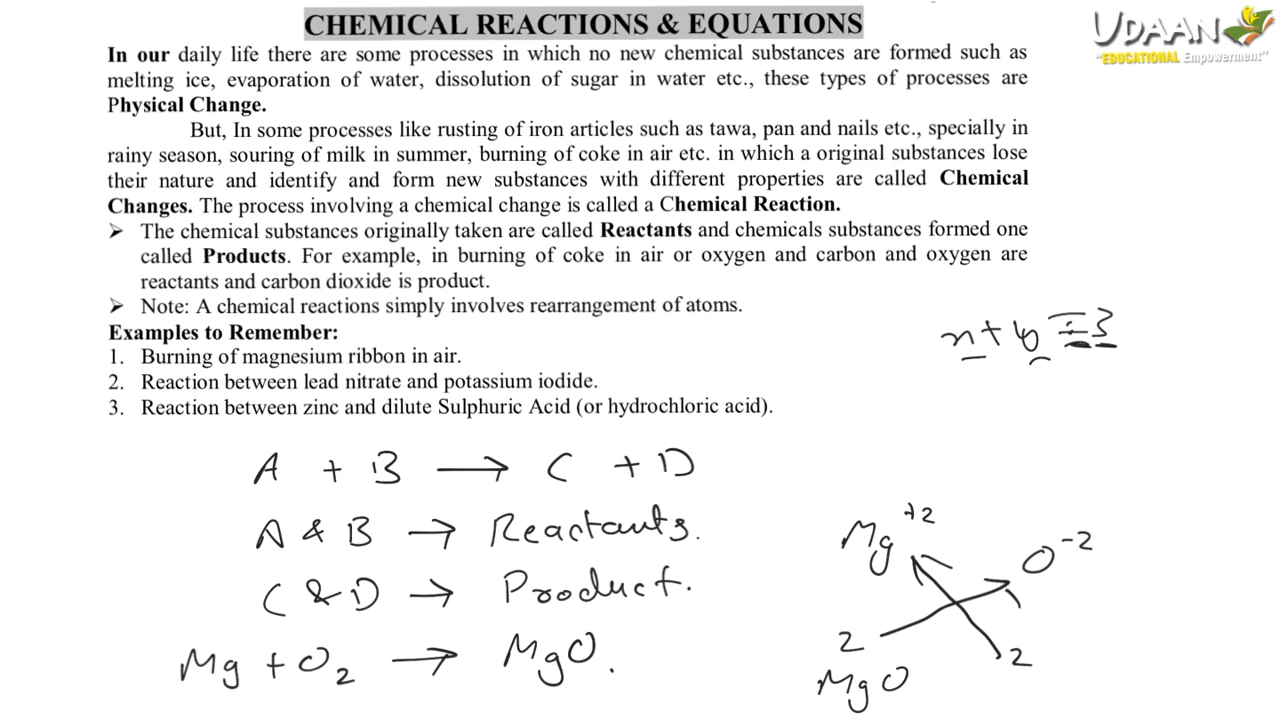 CHEMICAL REACTIONS & EQUATIONS
UDAAN
"EDUCATIONAL Empowerment"
In our daily life there are some processes in which no new chemical substances are formed such as
melting ice, evaporation of water, dissolution of sugar in water etc., these types of processes are
Physical Change.
But, In some processes like rusting of iron articles such as tawa, pan and nails etc., specially in
rainy season, souring of milk in summer, burning of coke in air etc. in which a original substances lose
their nature and identify and form new substances with different properties are called Chemical
Changes. The process involving a chemical change is called a Chemical Reaction.
➤ The chemical substances originally taken are called Reactants and chemicals substances formed one
called Products. For example, in burning of coke in air or oxygen and carbon and oxygen are
reactants and carbon dioxide is product.
➤ Note: A chemical reactions simply involves rearrangement of atoms.
Examples to Remember:
1. Burning of magnesium ribbon in air.
2. Reaction between lead nitrate and potassium iodide.
3. Reaction between zinc and dilute Sulphuric Acid (or hydrochloric acid).
= 3
A + B → C + D
A & B → Reactants.
C & D → Product.
Mg + O₂ → MgO.
Mg⁺² O⁻²
2 2
MgO